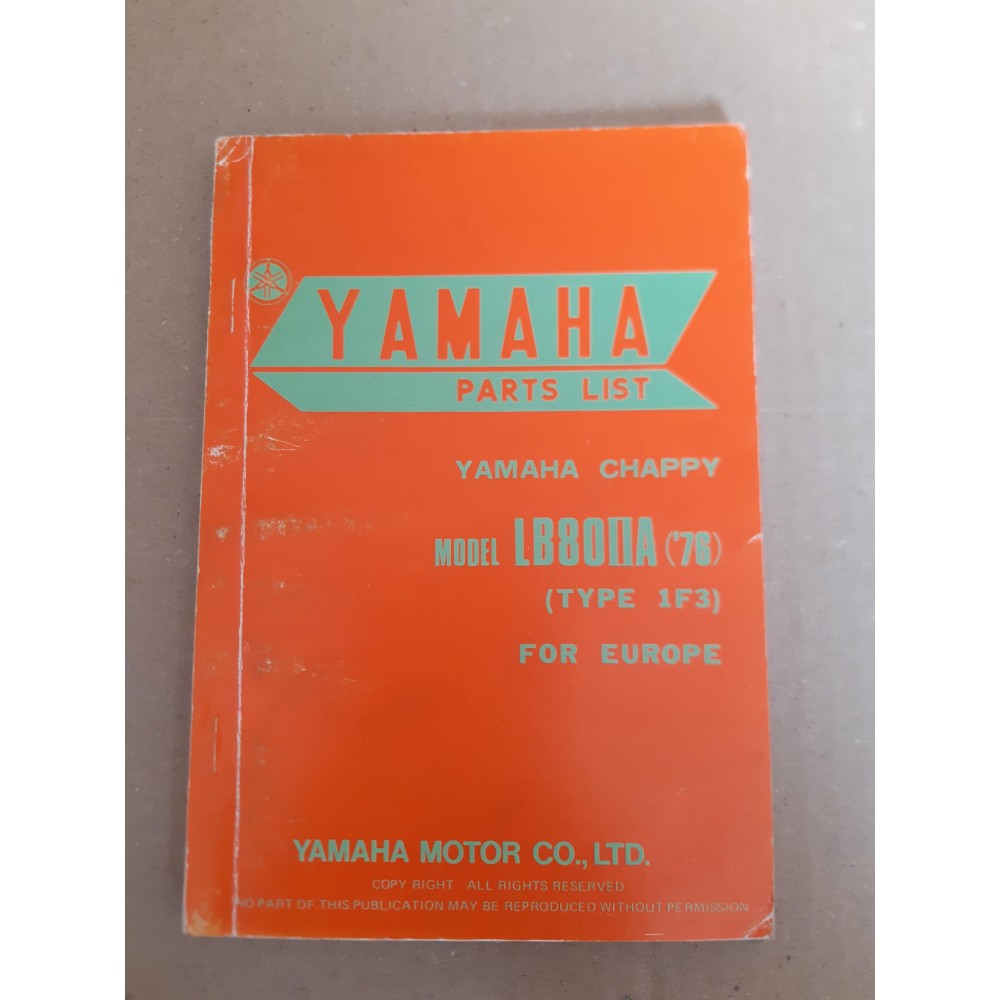 YAMAHA
PARTS LIST
YAMAHA CHAPPY
MODEL LB80IIA ('76)
(TYPE 1F3)
FOR EUROPE
YAMAHA MOTOR CO., LTD.
COPY RIGHT. ALL RIGHTS RESERVED
NO PART OF THIS PUBLICATION MAY BE REPRODUCED WITHOUT PERMISSION